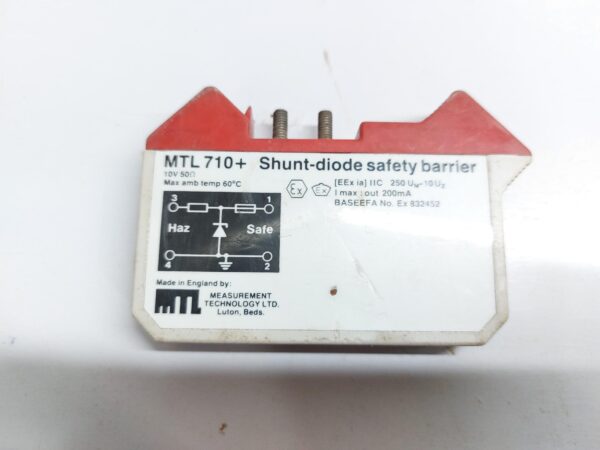 MTL 710+ Shunt-diode safety barrier
10V 50Ω
Max amb temp 60°C
Ex Ex [EEx ia] IIC 250 Uм-10Uz
I max : out 200mA
BASEEFA No. Ex 832452
3 1
Haz Safe
4 2
Made in England by:
MTL MEASUREMENT
TECHNOLOGY LTD.
Luton, Beds.